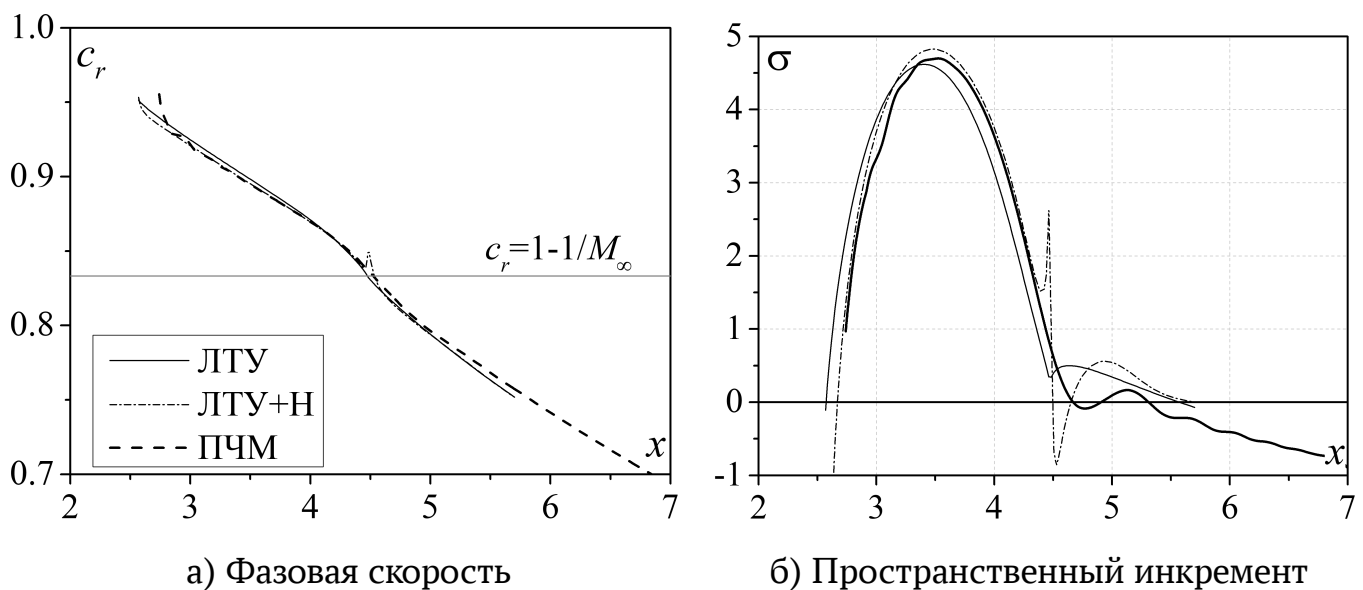 1.0
c_r
0.9
0.8
0.7
c_r=1-1/M_∞
ЛТУ
ЛТУ+Н
ПЧМ
x
2 3 4 5 6 7
а) Фазовая скорость
5
σ
4
3
2
1
0
-1
x
2 3 4 5 6 7
б) Пространственный инкремент